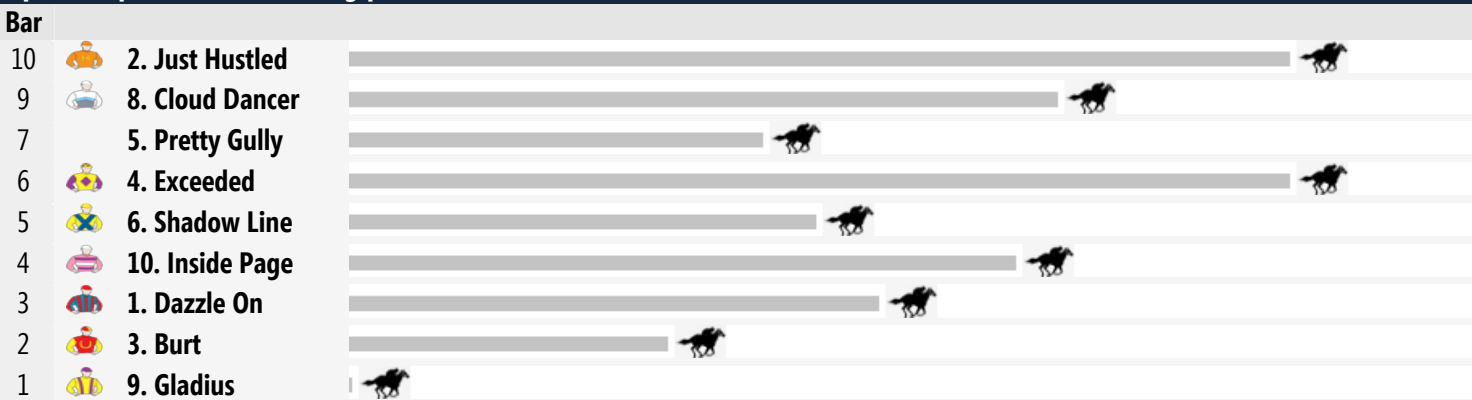 Bar
10 2. Just Hustled
9 8. Cloud Dancer
7 5. Pretty Gully
6 4. Exceeded
5 6. Shadow Line
4 10. Inside Page
3 1. Dazzle On
2 3. Burt
1 9. Gladius